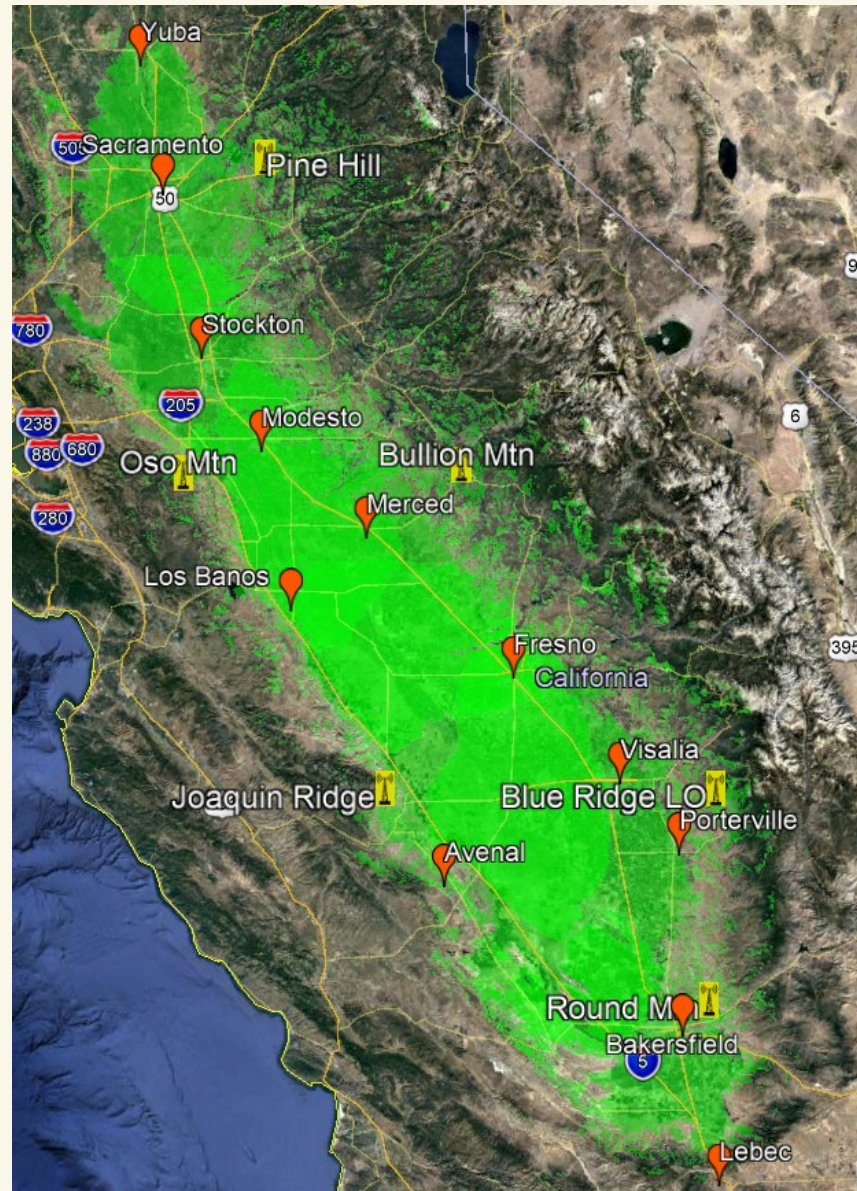 Yuba
505
Sacramento
Pine Hill
50
780
Stockton
205
Modesto
238
880
680
Oso Mtn
Bullion Mtn
280
Merced
6
Los Banos
Fresno
395
California
Visalia
Joaquin Ridge
Blue Ridge LO
Porterville
Avenal
Round Mtn
Bakersfield
5
Lebec